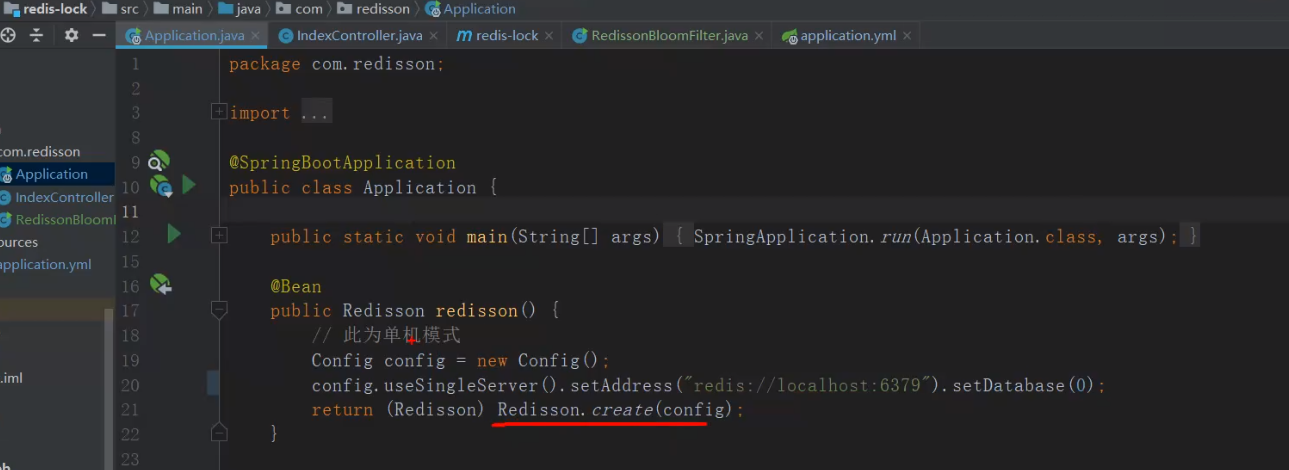 redis-lock src main java com redisson Application
Application.java IndexController.java redis-lock RedissonBloomFilter.java application.yml
1 package com.redisson;
2
3 import ...
8
com.redisson
9 @SpringBootApplication
Application
10 public class Application {
IndexController
11
RedissonBloom
12 public static void main(String[] args) { SpringApplication.run(Application.class, args); }
ources
15
application.yml
16 @Bean
17 public Redisson redisson() {
18 // 此为单机模式
19 Config config = new Config();
.iml
20 config.useSingleServer().setAddress("redis://localhost:6379").setDatabase(0);
21 return (Redisson) Redisson.create(config);
22 }
23